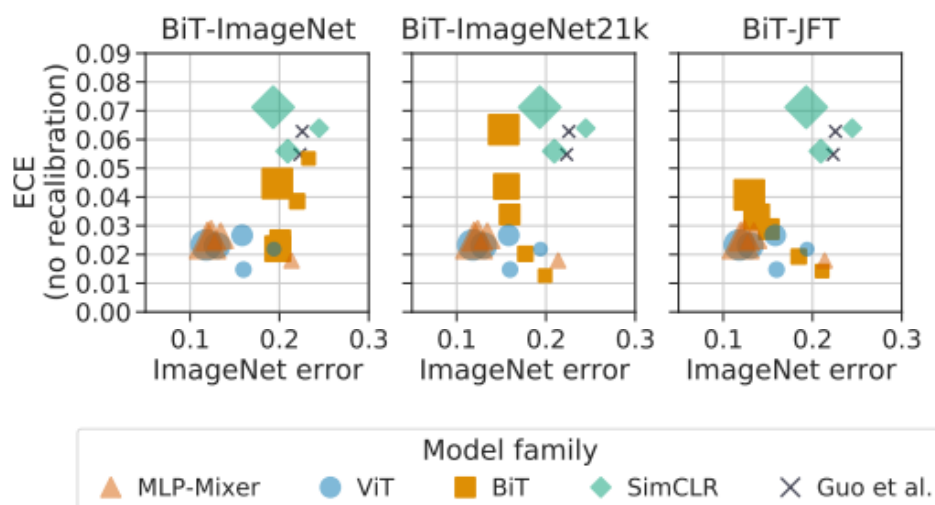 BiT-ImageNet BiT-ImageNet21k BiT-JFT
ECE
(no recalibration)
0.09
0.08
0.07
0.06
0.05
0.04
0.03
0.02
0.01
0.00
0.1 0.2 0.3 0.1 0.2 0.3 0.1 0.2 0.3
ImageNet error ImageNet error ImageNet error
Model family
MLP-Mixer ViT BiT SimCLR Guo et al.